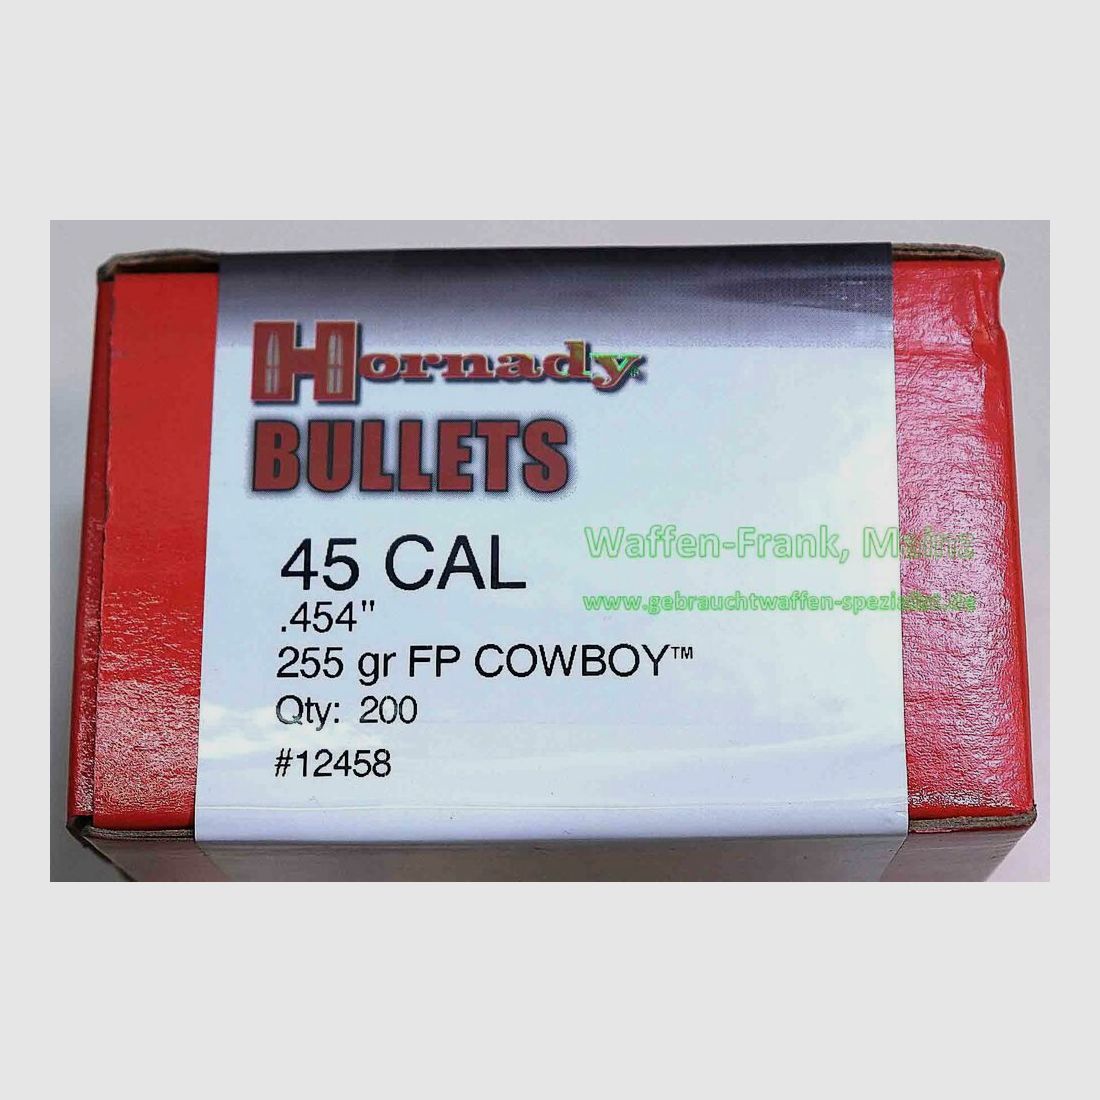 Hornady
BULLETS
45 CAL
.454"
255 gr FP COWBOY™
Qty: 200
#12458
Waffen-Frank, Mainz
www.gebrauchtwaffen-spezialist.de